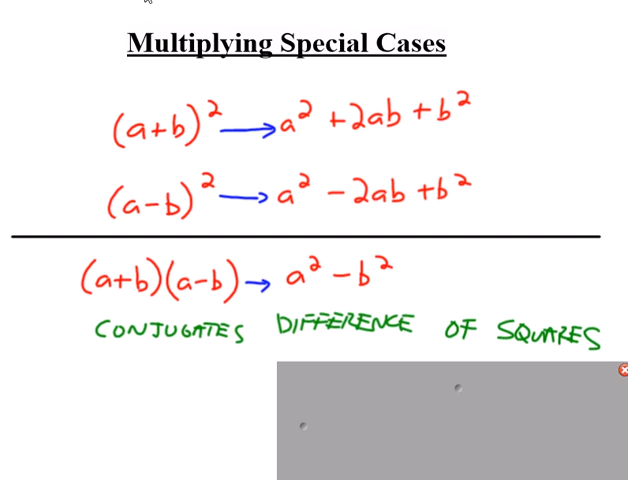 Multiplying Special Cases
(a+b)² → a² + 2ab + b²
(a-b)² → a² - 2ab + b²
(a+b)(a-b) → a² - b²
CONJUGATES DIFFERENCE OF SQUARES